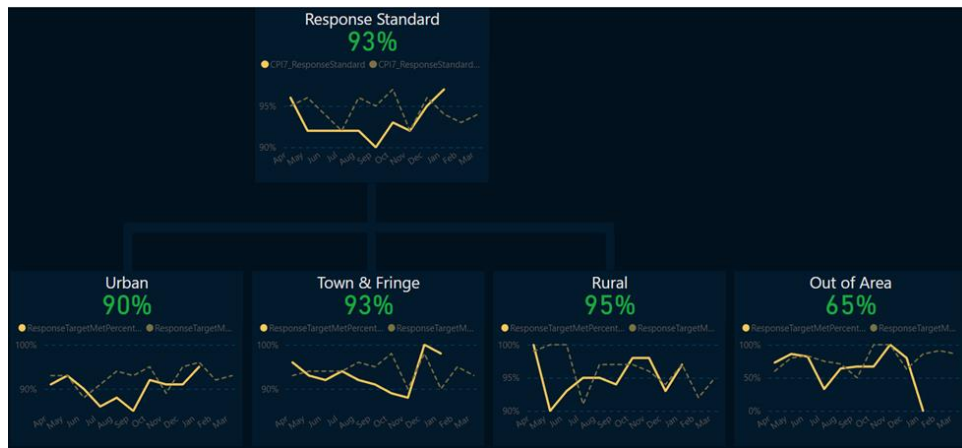 Response Standard
93%
CPI7_ResponseStandard CPI7_ResponseStandard...
95%
90%
Apr May Jun Jul Aug Sep Oct Nov Dec Jan Feb Mar
Urban
90%
ResponseTargetMetPercent... ResponseTargetM...
100%
90%
Apr May Jun Jul Aug Sep Oct Nov Dec Jan Feb Mar
Town & Fringe
93%
ResponseTargetMetPercent... ResponseTargetM...
100%
90%
Apr May Jun Jul Aug Sep Oct Nov Dec Jan Feb Mar
Rural
95%
ResponseTargetMetPercent... ResponseTargetM...
100%
95%
90%
Apr May Jun Jul Aug Sep Oct Nov Dec Jan Feb Mar
Out of Area
65%
ResponseTargetMetPercent... ResponseTargetM...
100%
50%
0%
Apr May Jun Jul Aug Sep Oct Nov Dec Jan Feb Mar